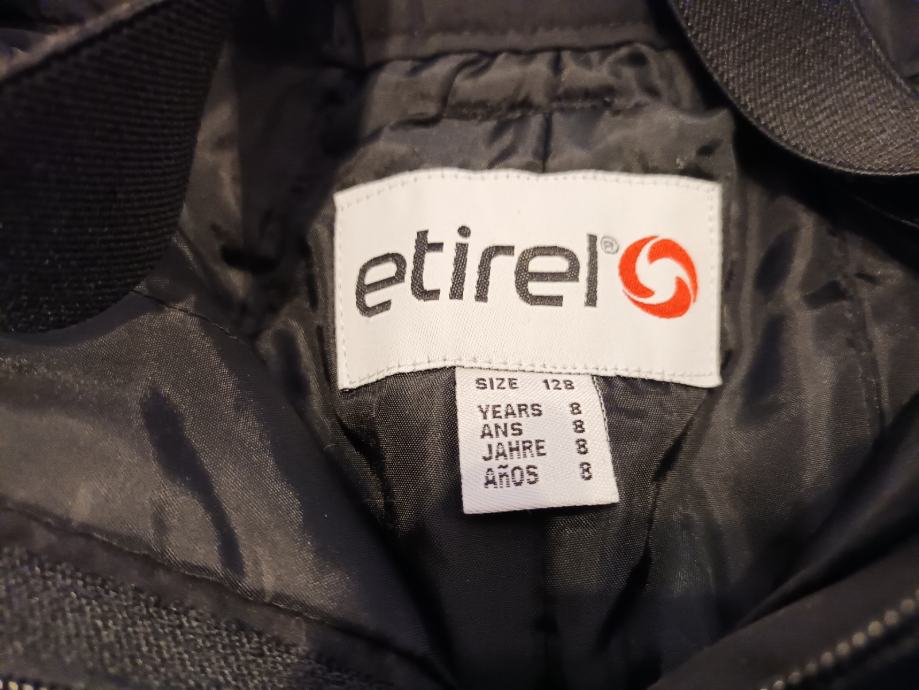 etirel®
SIZE 128
YEARS 8
ANS 8
JAHRE 8
AñOS 8